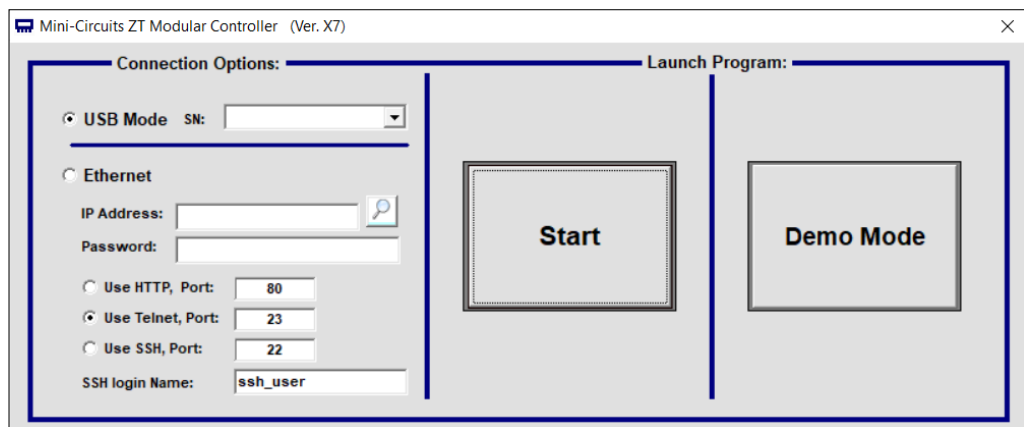 Mini-Circuits ZT Modular Controller (Ver. X7)
Connection Options:
USB Mode SN:
Ethernet
IP Address:
Password:
Use HTTP, Port: 80
Use Telnet, Port: 23
Use SSH, Port: 22
SSH login Name: ssh_user
Launch Program:
Start
Demo Mode